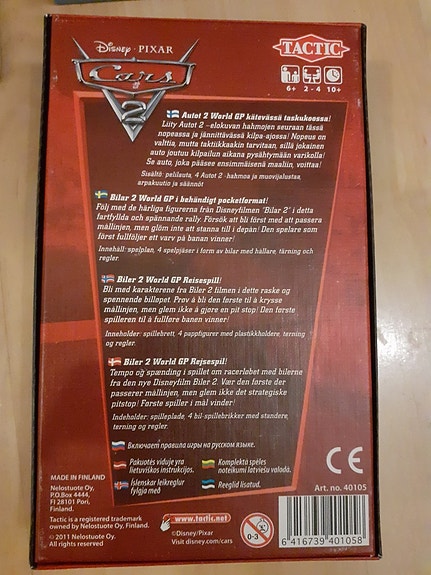 Disney · PIXAR
Cars
2
TACTIC
6+ 2 - 4 10+
Autot 2 World GP kätevässä taskukoossa!
Liity Autot 2 -elokuvan hahmojen seuraan tässä
nopeassa ja jännittävässä kilpa-ajossa! Nopeus on
valttia, mutta taktiikkaakin tarvitaan, sillä jokainen
auto joutuu kilpailun aikana pysähtymään varikolla!
Se auto, joka pääsee ensimmäisenä maaliin, voittaa!
Sisältö: pelilauta, 4 Autot 2 -hahmoa ja muovijalustaa,
arpakuutio ja säännöt
Bilar 2 World GP i behändigt pocketformat!
Följ med de härliga figurerna från Disneyfilmen "Bilar 2" i detta
fartfyllda och spännande rally. Försök att bli först med att passera
mållinjen, men glöm inte att stanna till i depån! Den spelare som
först fullföljer ett varv på banan vinner!
Innehåll: spelplan, 4 spelpjäser i form av bilar med hållare, tärning och
regler.
Biler 2 World GP Reisespill!
Bli med karakterene fra Biler 2 filmen i dette raske og
spennende billøpet. Prøv å bli den første til å krysse
mållinjen, men glem ikke å gjøre en pit stop! Den første
spilleren til å fullføre banen vinner!
Inneholder: spillebrett, 4 pappfigurer med plastikkholdere, terning
og regler.
Biler 2 World GP Rejsespil!
Tempo og spænding i spillet om racerløbet med bilerne
fra den nye Disneyfilm Biler 2. Vær den første der
passerer mållinjen, men glem ikke det strategiske
pitstop! Første spiller i mål vinder!
Indeholder: spilleplade, 4 bil-spillebrikker med standere,
terning og regler.
Включает правила игры на русском языке.
Pakuotės viduje yra
lietuviškos instrukcijos.
Komplektā spēles
noteikumi latviešu valodā.
Íslenskar leikreglur
fylgja með
Reeglid lisatud.
MADE IN FINLAND
Nelostuote Oy,
P.O.Box 4444,
FI 28101 Pori,
Finland.
Tactic is a registered trademark
owned by Nelostuote Oy, Finland.
© 2011 Nelostuote Oy.
All rights reserved
www.tactic.net
©Disney/Pixar
Visit disney.com/cars
0-3
CE
Art. no. 40105
6 416739 401058